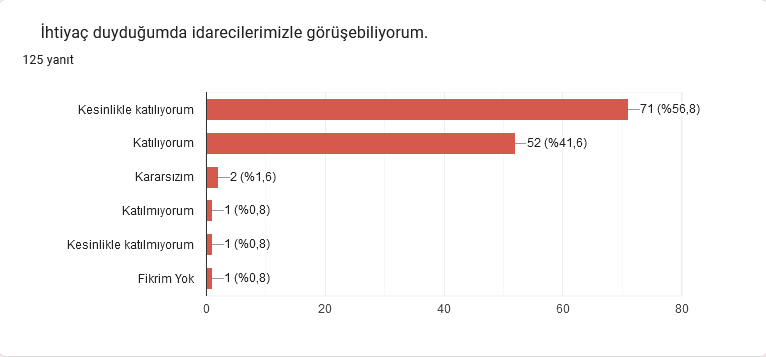 İhtiyaç duyduğumda idarecilerimizle görüşebiliyorum.
125 yanıt
Kesinlikle katılıyorum 71 (%56,8)
Katılıyorum 52 (%41,6)
Kararsızım 2 (%1,6)
Katılmıyorum 1 (%0,8)
Kesinlikle katılmıyorum 1 (%0,8)
Fikrim Yok 1 (%0,8)
0 20 40 60 80